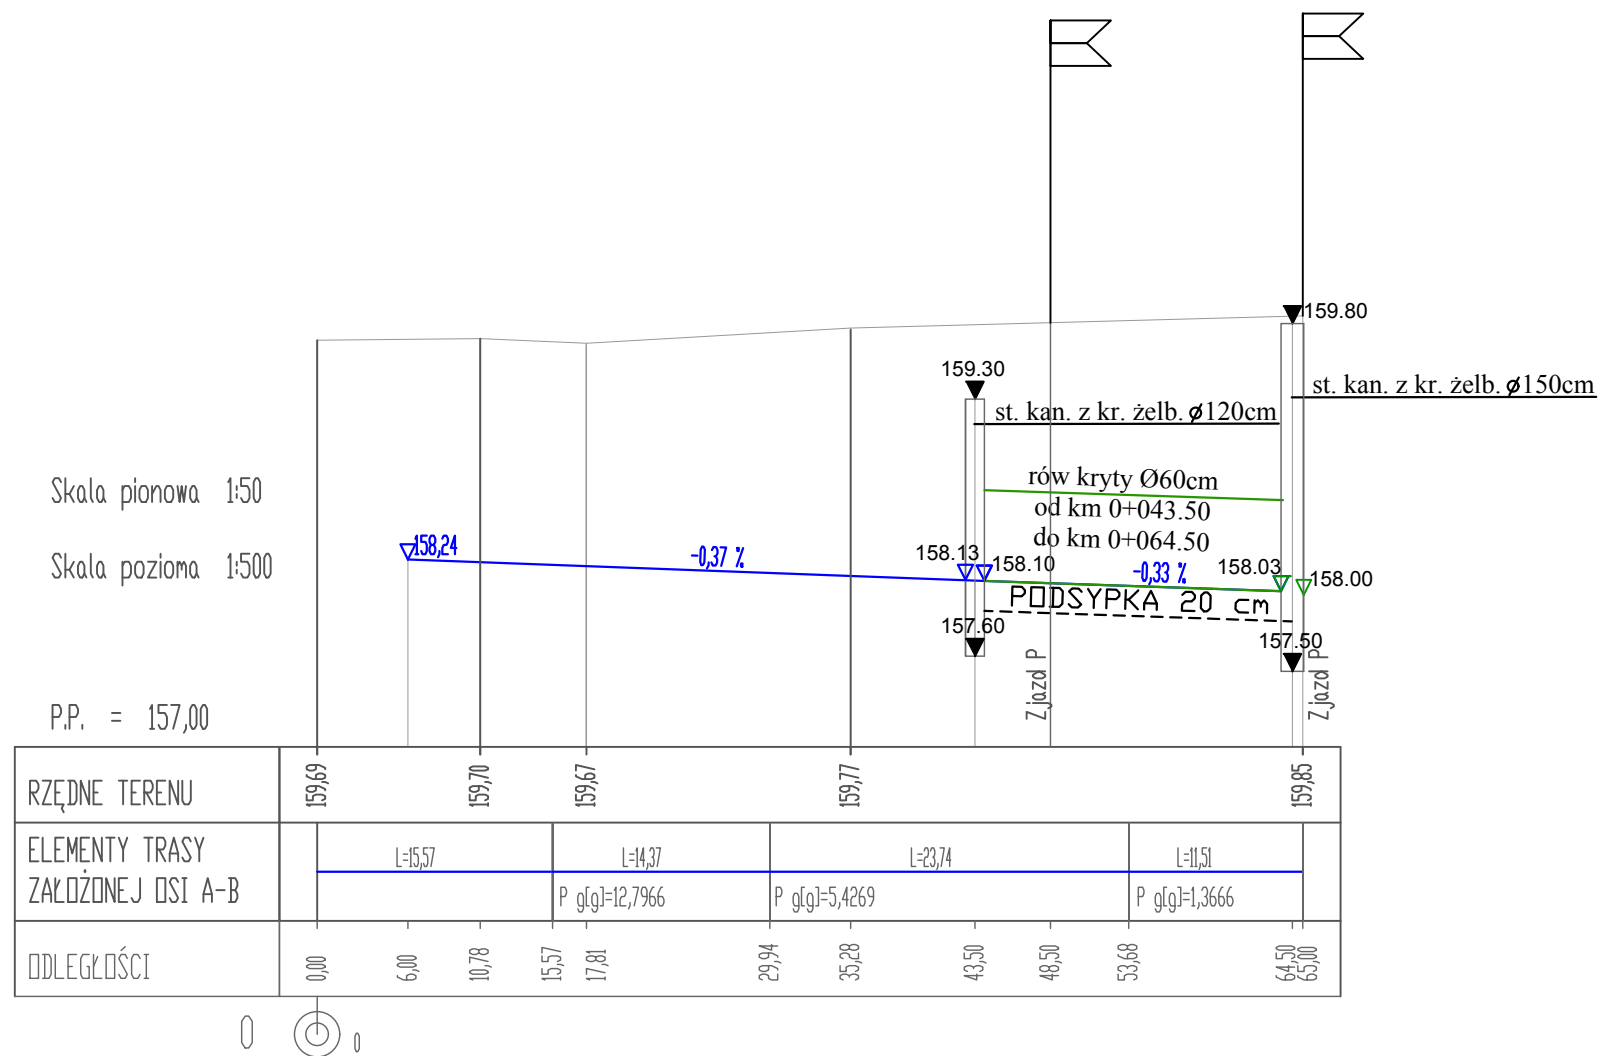 159.80
159.30
st. kan. z kr. żelb. ø150cm
st. kan. z kr. żelb. ø120cm
rów kryty Ø60cm
od km 0+043.50
do km 0+064.50
Skala pionowa 1:50
Skala pozioma 1:500
158,24
-0,37 %
158.13
158.10
-0,33 %
158.03
158.00
PODSYPKA 20 cm
157.60
157.50
Zjazd P
Zjazd P
P.P. = 157,00
RZĘDNE TERENU
159,69
159,70
159,67
159,77
159,85
ELEMENTY TRASY
ZAŁOŻONEJ OSI A-B
L=15,57
L=14,37
L=23,74
L=11,51
P g[g]=12,7966
P g[g]=5,4269
P g[g]=1,3666
ODLEGŁOŚCI
0,00
6,00
10,78
15,57
17,81
29,94
35,28
43,50
48,50
53,68
64,50
65,00
0
0